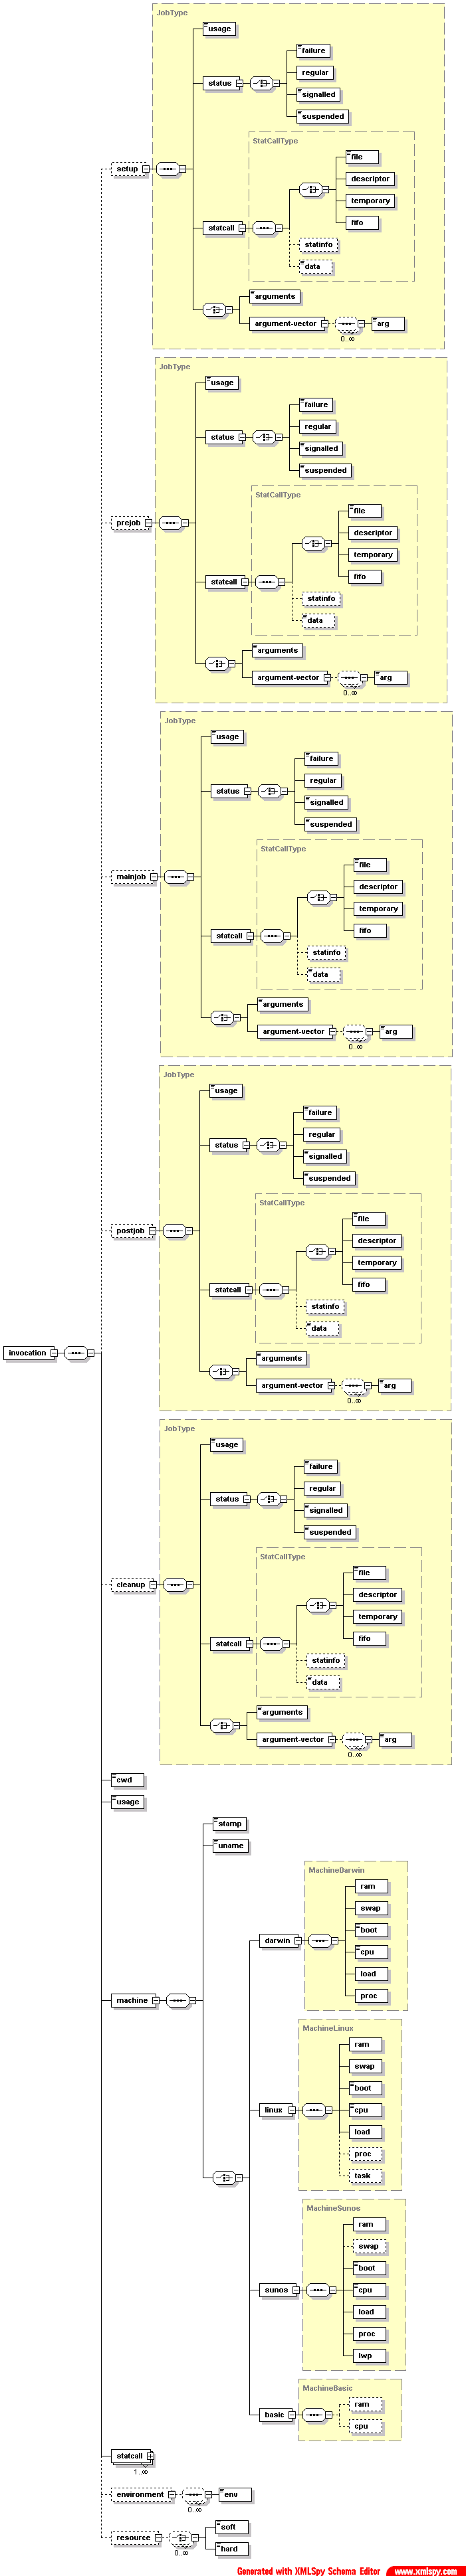 JobType
usage
failure
status
regular
signalled
suspended
StatCallType
file
setup
descriptor
temporary
statcall
fifo
statinfo
data
arguments
argument-vector
arg
0..∞
JobType
usage
failure
status
regular
signalled
suspended
StatCallType
file
prejob
descriptor
temporary
statcall
fifo
statinfo
data
arguments
argument-vector
arg
0..∞
JobType
usage
failure
status
regular
signalled
suspended
StatCallType
file
mainjob
descriptor
temporary
statcall
fifo
statinfo
data
arguments
argument-vector
arg
0..∞
JobType
usage
failure
status
regular
signalled
suspended
StatCallType
file
postjob
descriptor
temporary
statcall
fifo
statinfo
data
invocation
arguments
argument-vector
arg
0..∞
JobType
usage
failure
status
regular
signalled
suspended
StatCallType
file
cleanup
descriptor
temporary
statcall
fifo
statinfo
data
arguments
argument-vector
arg
0..∞
cwd
usage
stamp
uname
MachineDarwin
ram
swap
boot
darwin
cpu
load
proc
machine
MachineLinux
ram
swap
boot
linux
cpu
load
proc
task
MachineSunos
ram
swap
boot
sunos
cpu
load
proc
lwp
MachineBasic
ram
basic
cpu
statcall
1..∞
environment
env
0..∞
soft
resource
hard
0..∞
Generated with XMLSpy Schema Editor www.xmlspy.com